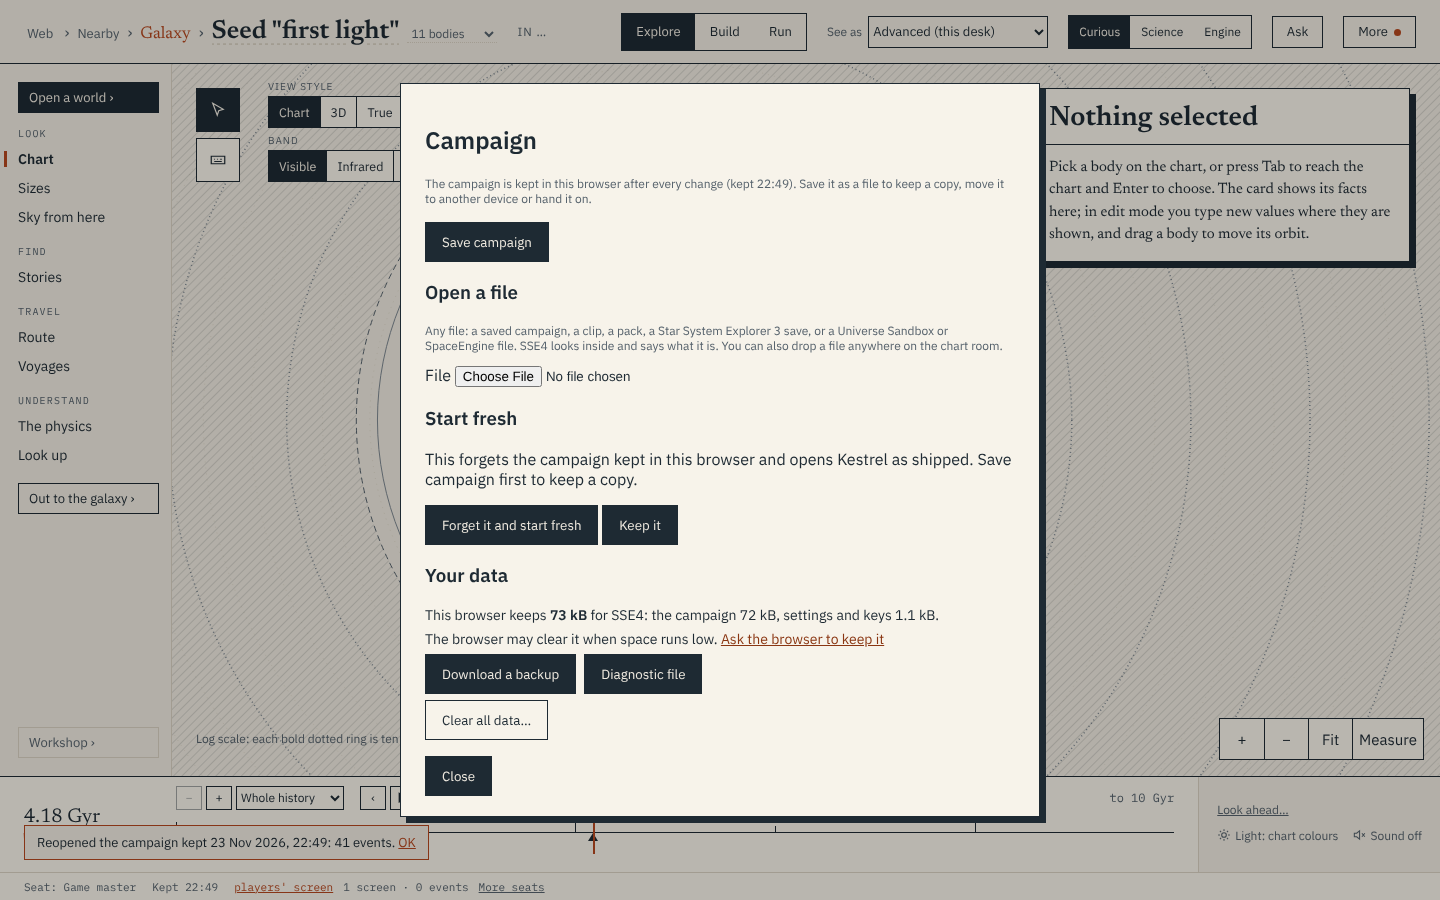 Web › Nearby › Galaxy › Seed "first light" 11 bodies IN ...
Explore Build Run See as Advanced (this desk) Curious Science Engine Ask More
Open a world ›
LOOK
Chart
Sizes
Sky from here
FIND
Stories
TRAVEL
Route
Voyages
UNDERSTAND
The physics
Look up
Out to the galaxy ›
Workshop ›
VIEW STYLE
Chart 3D True
BAND
Visible Infrared
Log scale: each bold dotted ring is ten
Campaign
The campaign is kept in this browser after every change (kept 22:49). Save it as a file to keep a copy, move it
to another device or hand it on.
Save campaign
Open a file
Any file: a saved campaign, a clip, a pack, a Star System Explorer 3 save, or a Universe Sandbox or
SpaceEngine file. SSE4 looks inside and says what it is. You can also drop a file anywhere on the chart room.
File Choose File No file chosen
Start fresh
This forgets the campaign kept in this browser and opens Kestrel as shipped. Save
campaign first to keep a copy.
Forget it and start fresh Keep it
Your data
This browser keeps 73 kB for SSE4: the campaign 72 kB, settings and keys 1.1 kB.
The browser may clear it when space runs low. Ask the browser to keep it
Download a backup Diagnostic file
Clear all data...
Close
Nothing selected
Pick a body on the chart, or press Tab to reach the
chart and Enter to choose. The card shows its facts
here; in edit mode you type new values where they are
shown, and drag a body to move its orbit.
+ − Fit Measure
4.18 Gyr
− + Whole history ‹
to 10 Gyr
Reopened the campaign kept 23 Nov 2026, 22:49: 41 events. OK
Look ahead...
Light: chart colours Sound off
Seat: Game master Kept 22:49 players' screen 1 screen · 0 events More seats